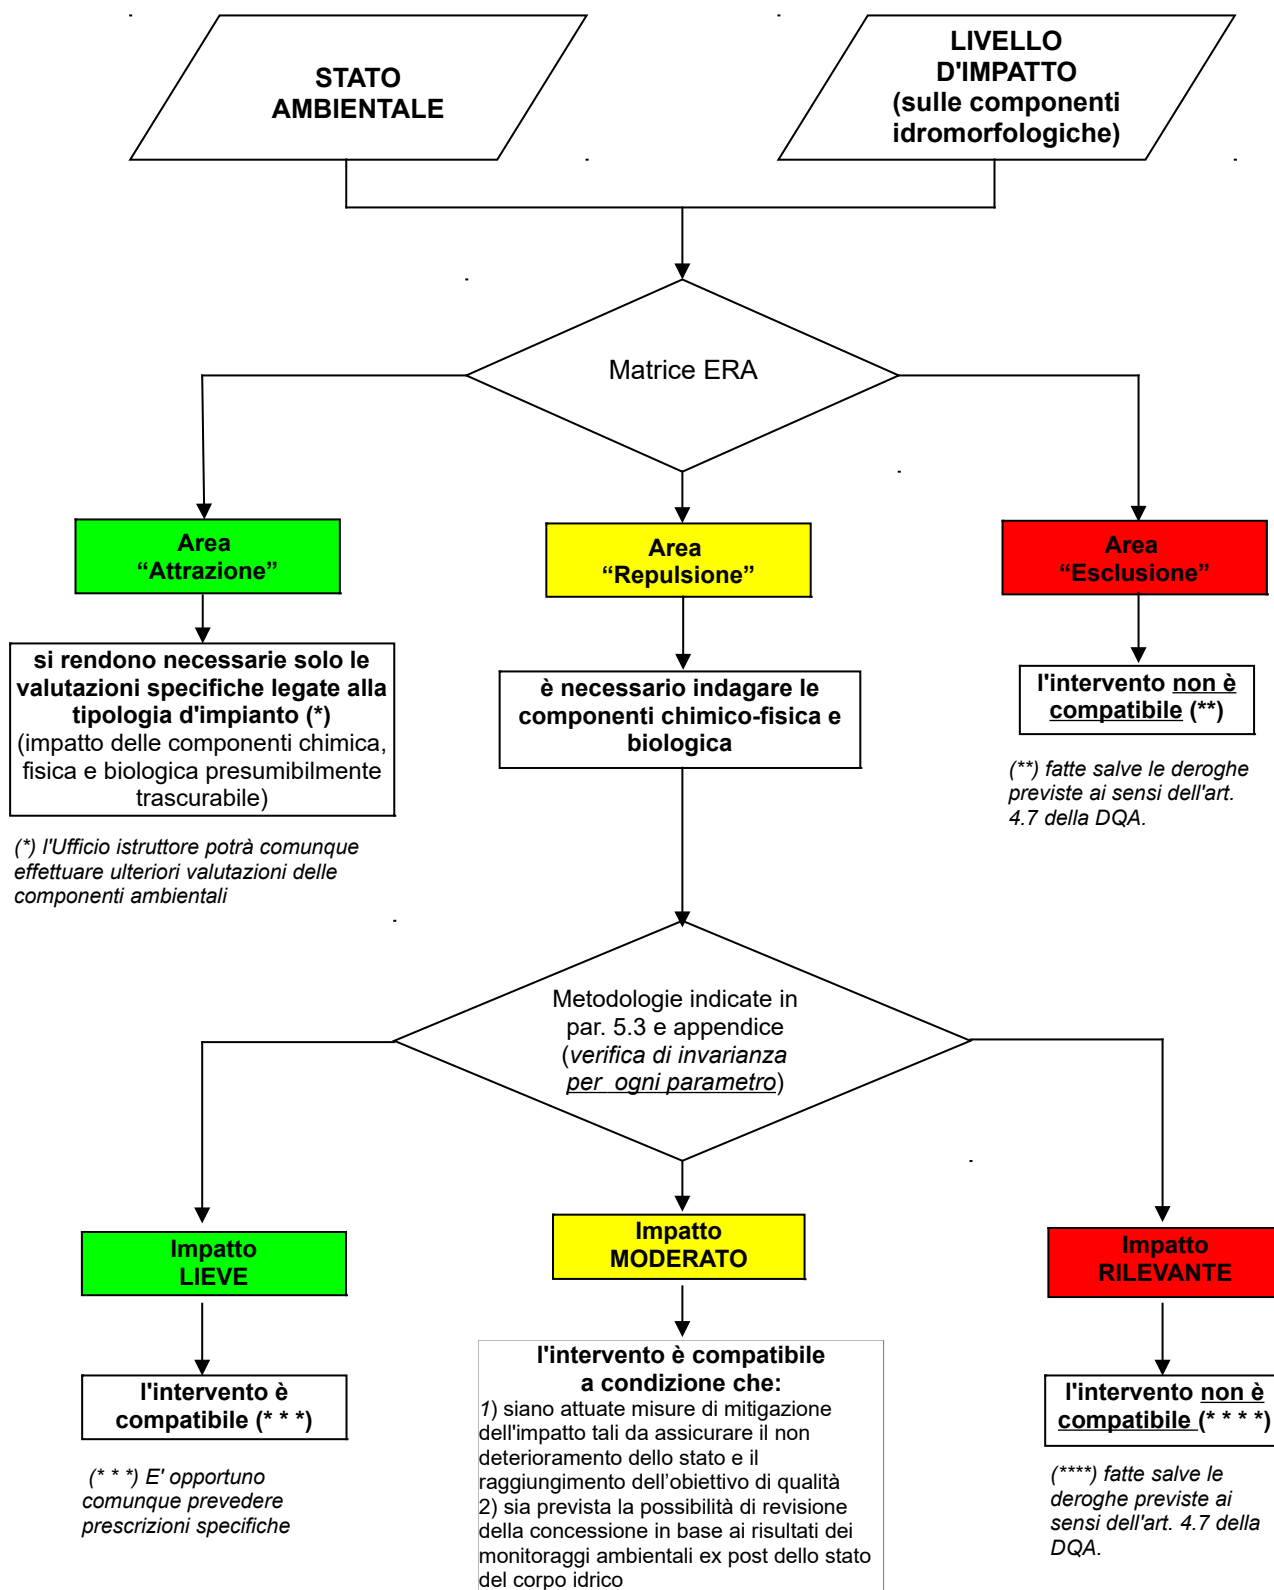 STATO
AMBIENTALE
LIVELLO
D'IMPATTO
(sulle componenti
idromorfologiche)
Matrice ERA
Area
“Attrazione”
Area
“Repulsione”
Area
“Esclusione”
si rendono necessarie solo le
valutazioni specifiche legate alla
tipologia d'impianto (*)
(impatto delle componenti chimica,
fisica e biologica presumibilmente
trascurabile)
è necessario indagare le
componenti chimico-fisica e
biologica
l'intervento non è
compatibile (**)
(**) fatte salve le deroghe
previste ai sensi dell'art.
4.7 della DQA.
(*) l'Ufficio istruttore potrà comunque
effettuare ulteriori valutazioni delle
componenti ambientali
Metodologie indicate in
par. 5.3 e appendice
(verifica di invarianza
per ogni parametro)
Impatto
LIEVE
Impatto
MODERATO
Impatto
RILEVANTE
l'intervento è
compatibile (* * *)
(* * *) E' opportuno
comunque prevedere
prescrizioni specifiche
l'intervento è compatibile
a condizione che:
1) siano attuate misure di mitigazione
dell'impatto tali da assicurare il non
deterioramento dello stato e il
raggiungimento dell’obiettivo di qualità
2) sia prevista la possibilità di revisione
della concessione in base ai risultati dei
monitoraggi ambientali ex post dello stato
del corpo idrico
l'intervento non è
compatibile (* * * *)
(****) fatte salve le
deroghe previste ai
sensi dell'art. 4.7 della
DQA.